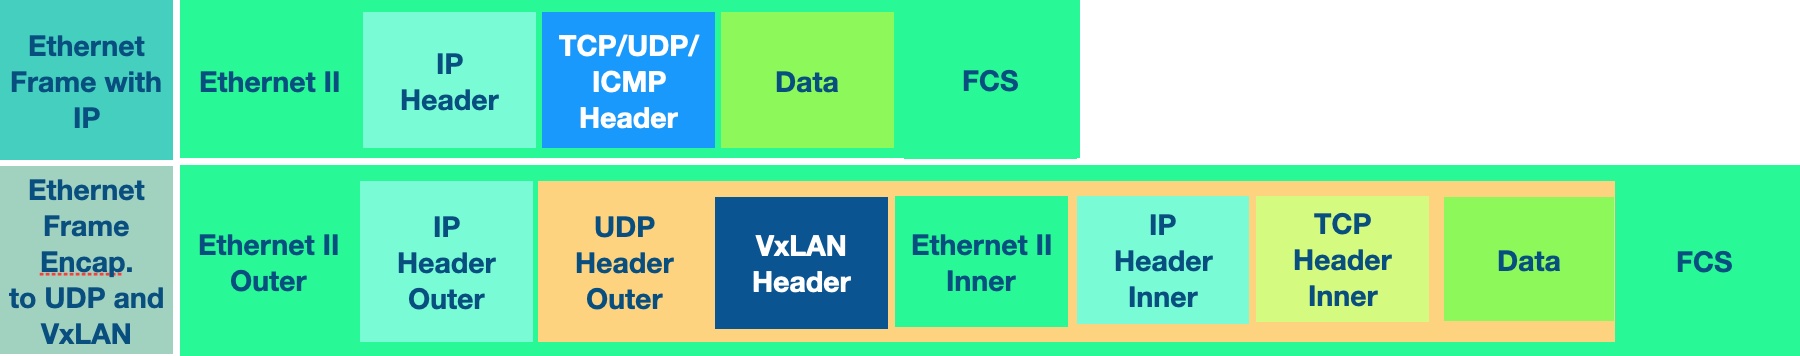 Ethernet
Frame with
IP
Ethernet II
IP
Header
TCP/UDP/
ICMP
Header
Data
FCS
Ethernet
Frame
Encap.
to UDP and
VxLAN
Ethernet II
Outer
IP
Header
Outer
UDP
Header
Outer
VxLAN
Header
Ethernet II
Inner
IP
Header
Inner
TCP
Header
Inner
Data
FCS